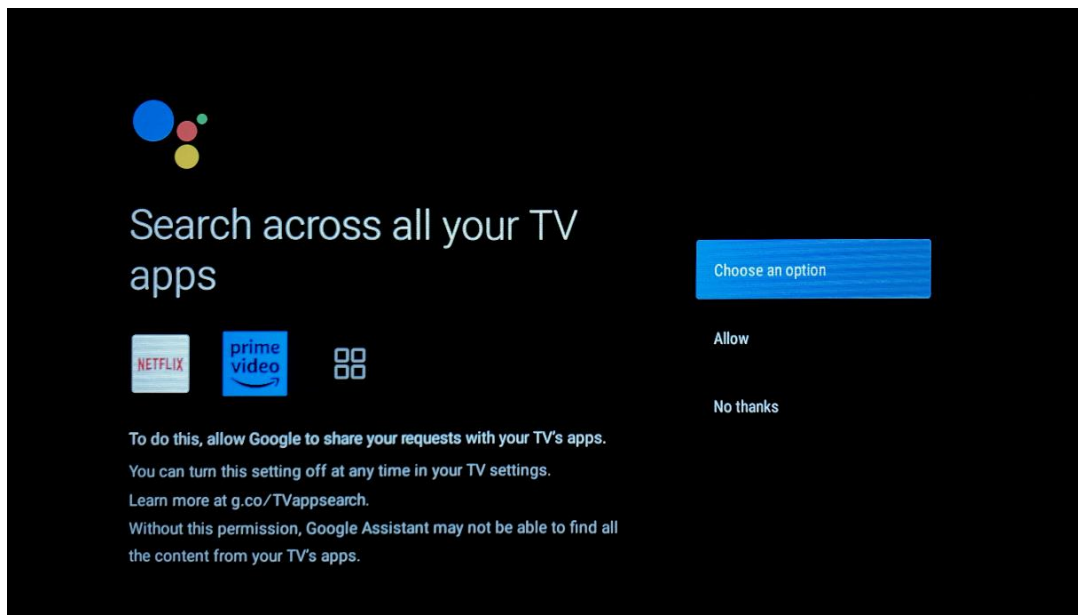 Search across all your TV
apps
NETFLIX
prime
video
To do this, allow Google to share your requests with your TV's apps.
You can turn this setting off at any time in your TV settings.
Learn more at g.co/TVappsearch.
Without this permission, Google Assistant may not be able to find all
the content from your TV's apps.
Choose an option
Allow
No thanks